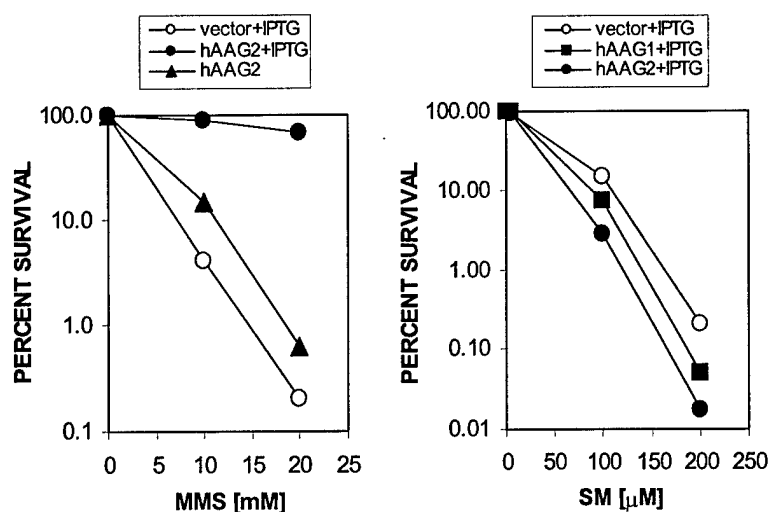 vector+IPTG
hAAG2+IPTG
hAAG2
PERCENT SURVIVAL
100.0
10.0
1.0
0.1
0 5 10 15 20 25
MMS [mM]
vector+IPTG
hAAG1+IPTG
hAAG2+IPTG
PERCENT SURVIVAL
100.00
10.00
1.00
0.10
0.01
0 50 100 150 200 250
SM [μM]